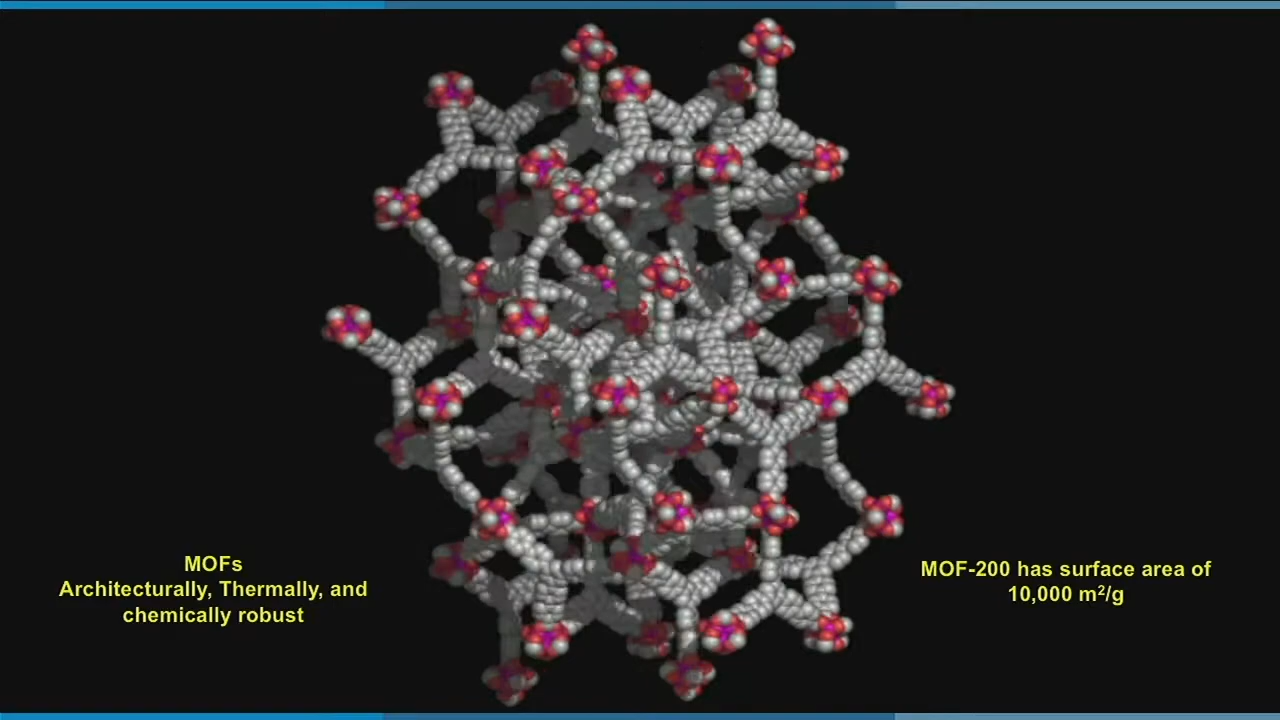 MOFs
Architecturally, Thermally, and
chemically robust
MOF-200 has surface area of
10,000 m²/g